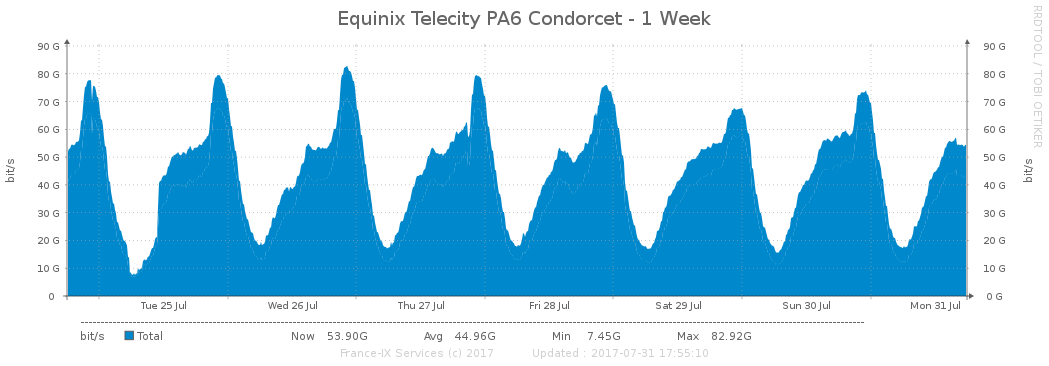 Equinix Telecity PA6 Condorcet - 1 Week
RRDTOOL / TOBI OETIKER
90 G 90 G
80 G 80 G
70 G 70 G
60 G 60 G
50 G 50 G
40 G 40 G
30 G 30 G
20 G 20 G
10 G 10 G
0 0 G
bit/s
bit/s
Tue 25 Jul Wed 26 Jul Thu 27 Jul Fri 28 Jul Sat 29 Jul Sun 30 Jul Mon 31 Jul
bit/s Total Now 53.90G Avg 44.96G Min 7.45G Max 82.92G
France-IX Services (c) 2017 Updated : 2017-07-31 17:55:10